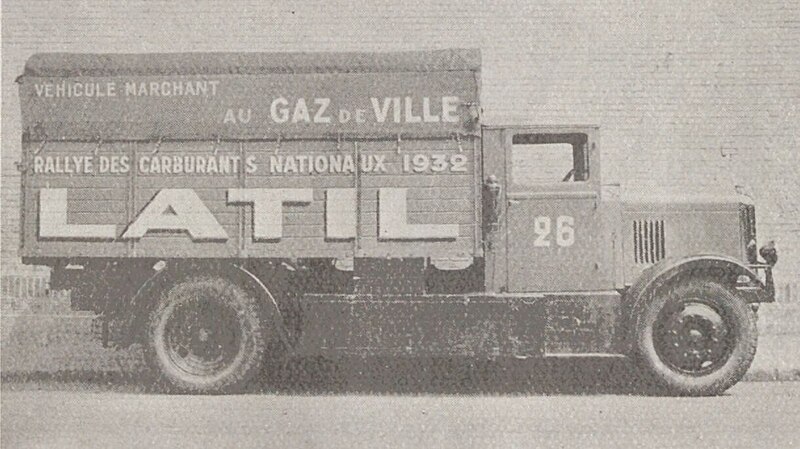 VEHICULE MARCHANT
AU GAZ DE VILLE
RALLYE DES CARBURANTS NATIONAUX 1932
LATIL
26